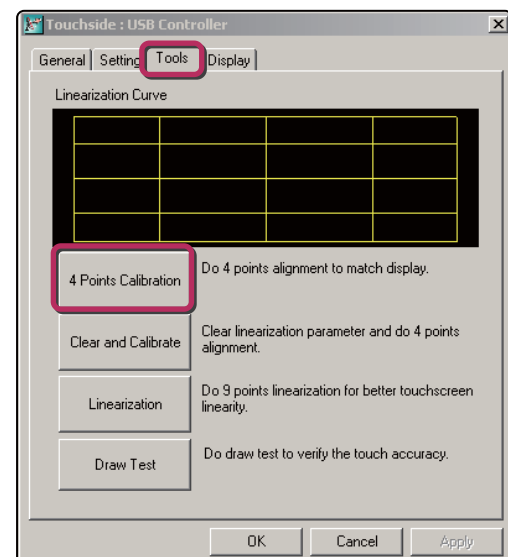 Touchside : USB Controller
General Setting Tools Display
Linearization Curve
4 Points Calibration
Do 4 points alignment to match display.
Clear and Calibrate
Clear linearization parameter and do 4 points
alignment.
Linearization
Do 9 points linearization for better touchscreen
linearity.
Draw Test
Do draw test to verify the touch accuracy.
OK Cancel Apply